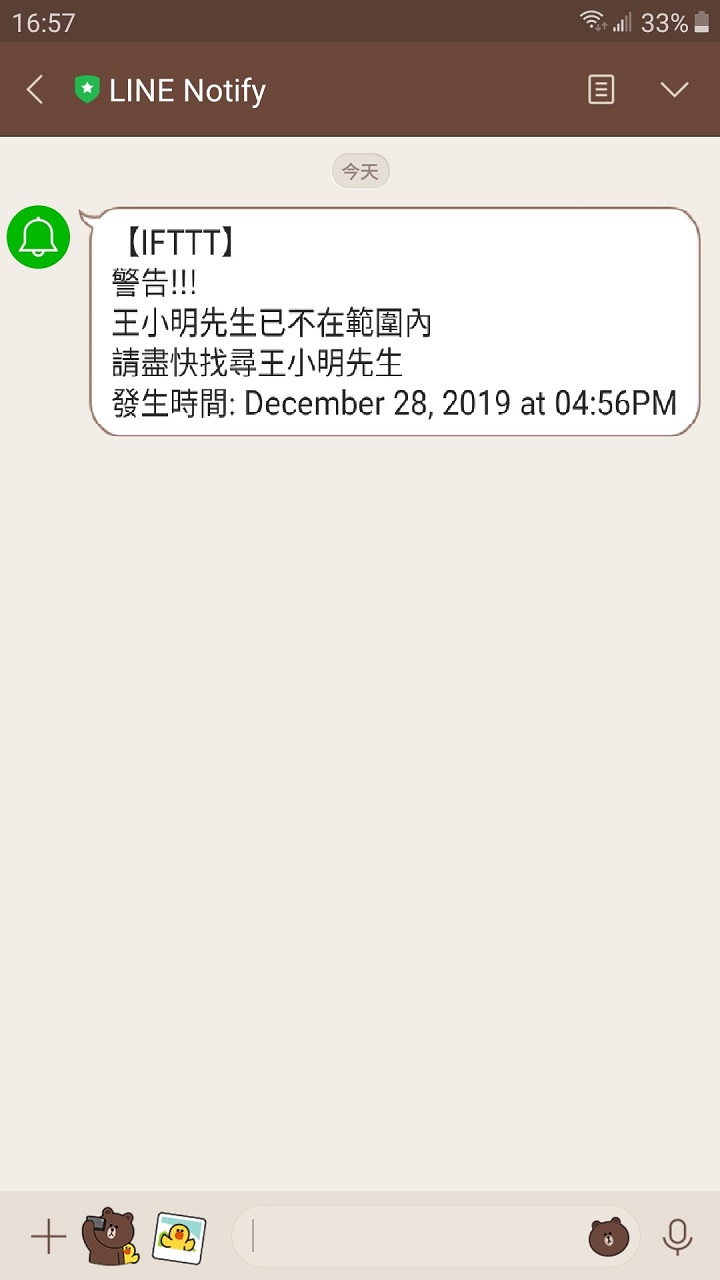 16:57
33%
LINE Notify
今天
【IFTTT】
警告!!!
王小明先生已不在範圍內
請盡快找尋王小明先生
發生時間: December 28, 2019 at 04:56PM